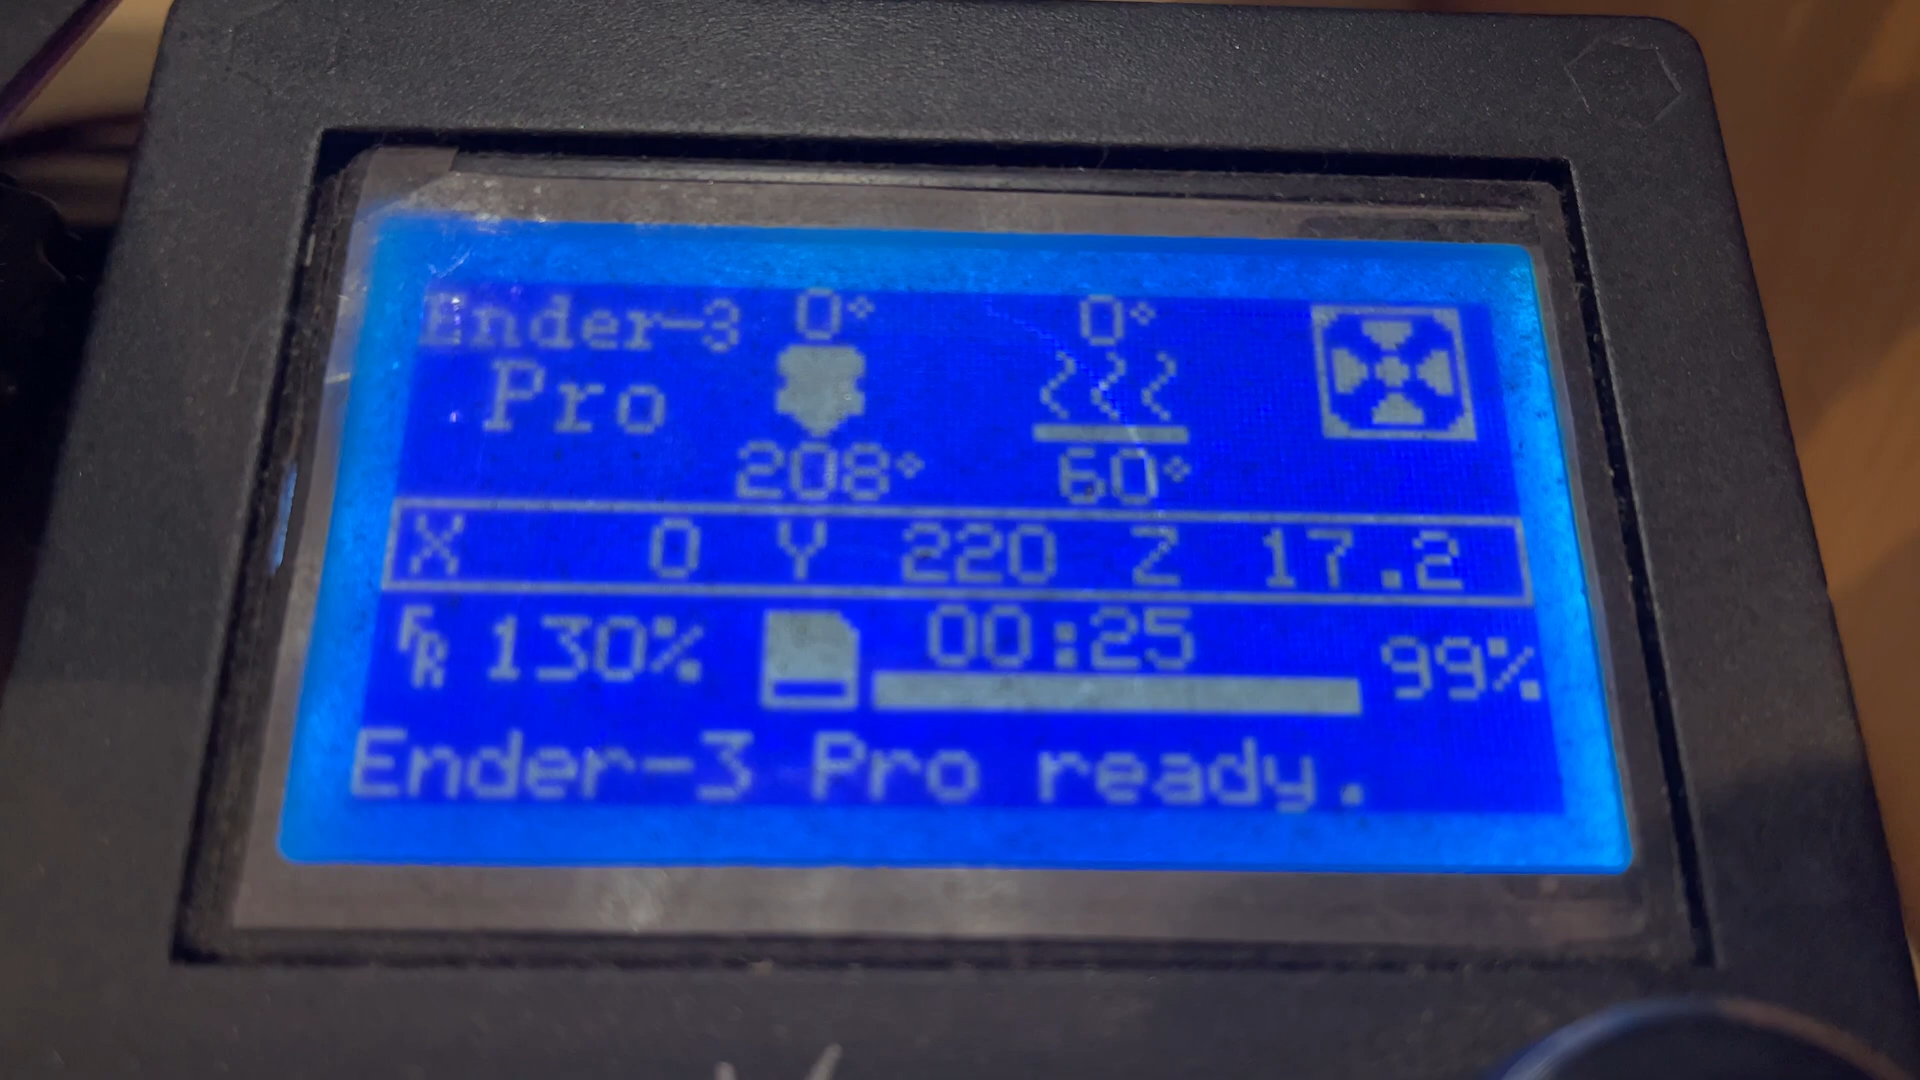 Ender-3 0° 0°
Pro
208° 60°
X 0 Y 220 Z 17.2
FR 130% 00:25 99%
Ender-3 Pro ready.